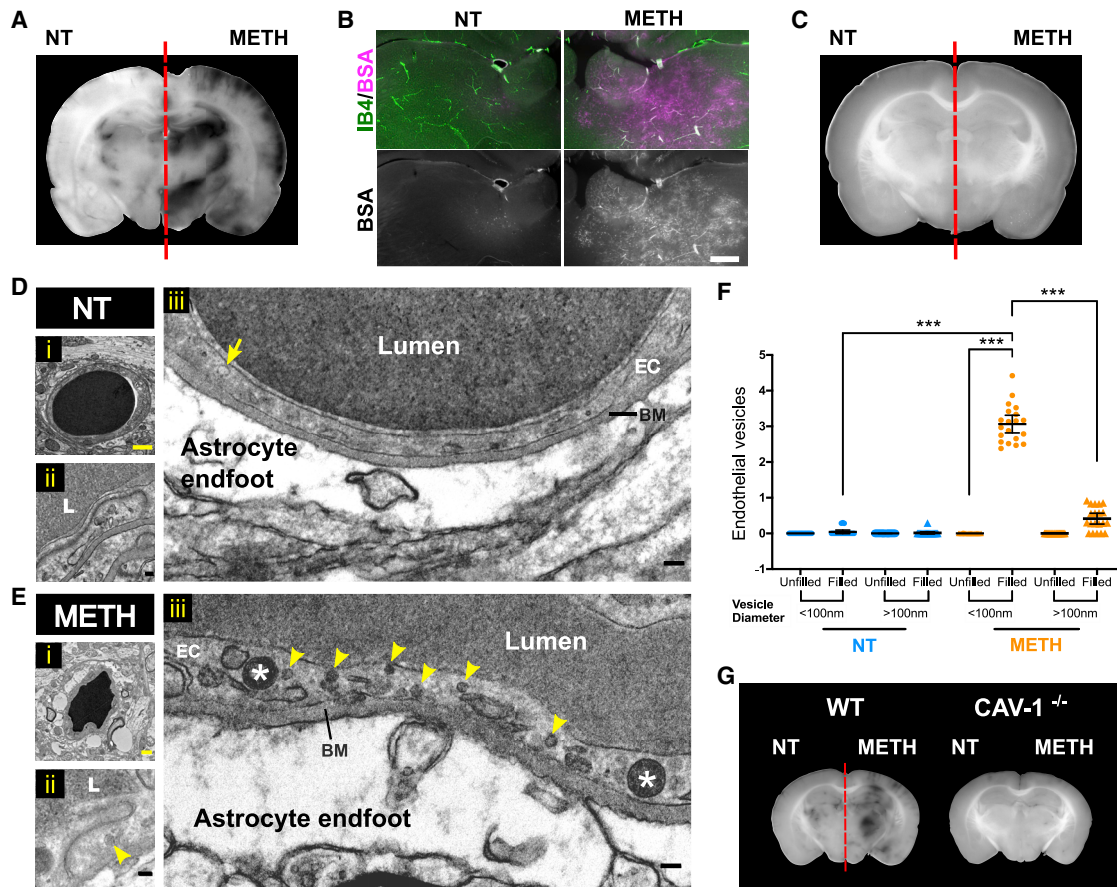 A
NT METH
B
NT METH
IB4/BSA
BSA
C
NT METH
D
NT
i
ii
L
iii
Lumen
EC
BM
Astrocyte
endfoot
E
METH
i
ii
L
iii
EC
Lumen
*
BM
*
Astrocyte endfoot
F
***
***
***
Endothelial vesicles
5
4
3
2
1
0
-1
Unfilled Filled Unfilled Filled Unfilled Filled Unfilled Filled
Vesicle
Diameter
<100nm >100nm <100nm >100nm
NT METH
G
WT CAV-1 -/-
NT METH NT METH